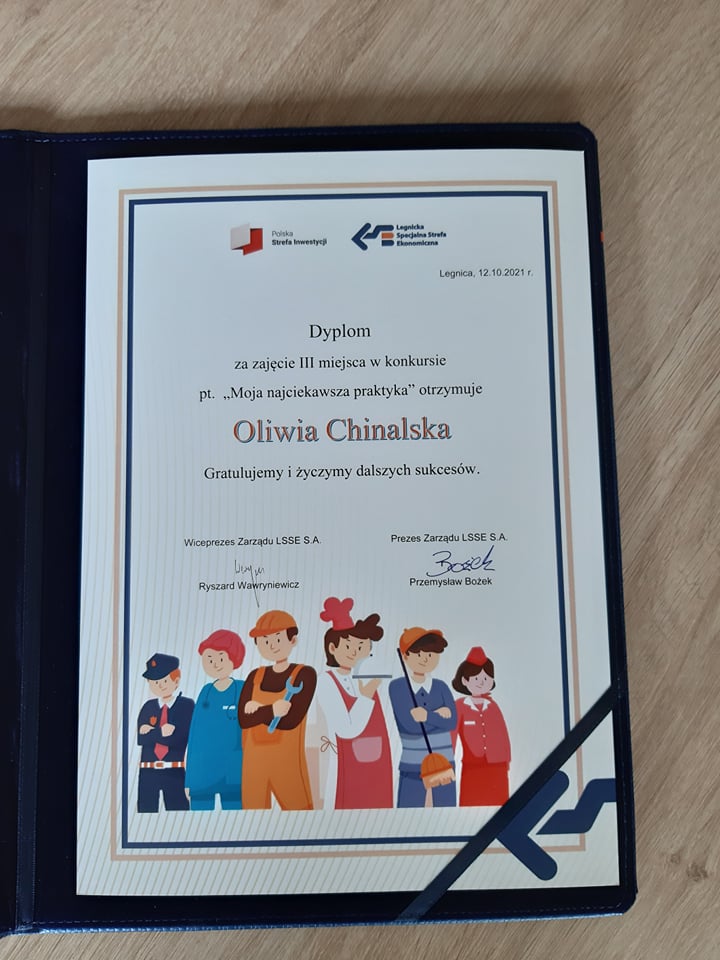 Polska
Strefa Inwestycji
Legnicka
Specjalna Strefa
Ekonomiczna
Legnica, 12.10.2021 r.
Dyplom
za zajęcie III miejsca w konkursie
pt. „Moja najciekawsza praktyka” otrzymuje
Oliwia Chinalska
Gratulujemy i życzymy dalszych sukcesów.
Wiceprezes Zarządu LSSE S.A.
Ryszard Wawryniewicz
Prezes Zarządu LSSE S.A.
Bożek
Przemysław Bożek